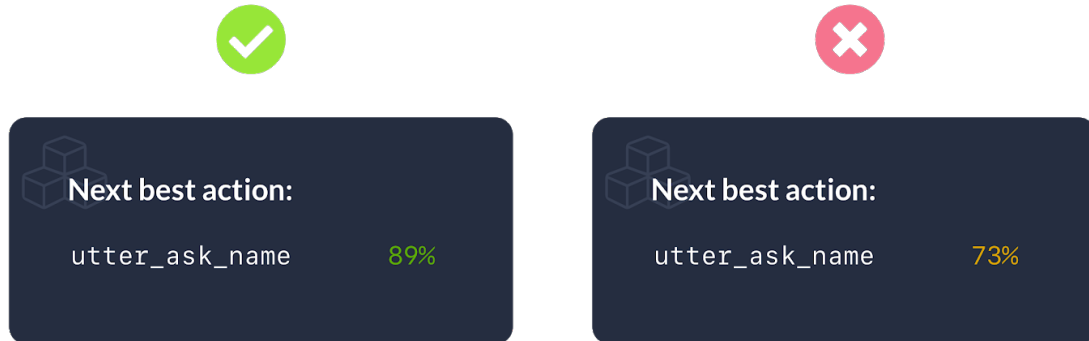 Next best action:
utter_ask_name 89%
Next best action:
utter_ask_name 73%